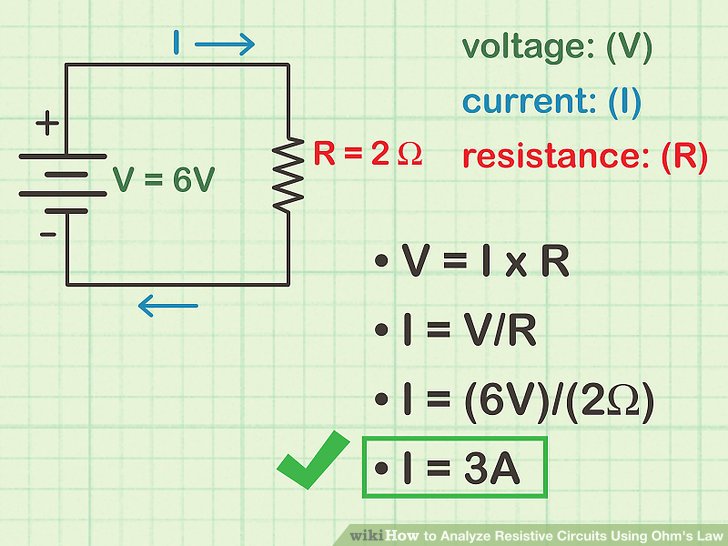 I
+
V = 6V
-
R = 2 Ω
voltage: (V)
current: (I)
resistance: (R)
• V = I x R
• I = V/R
• I = (6V)/(2Ω)
• I = 3A
wikiHow to Analyze Resistive Circuits Using Ohm's Law